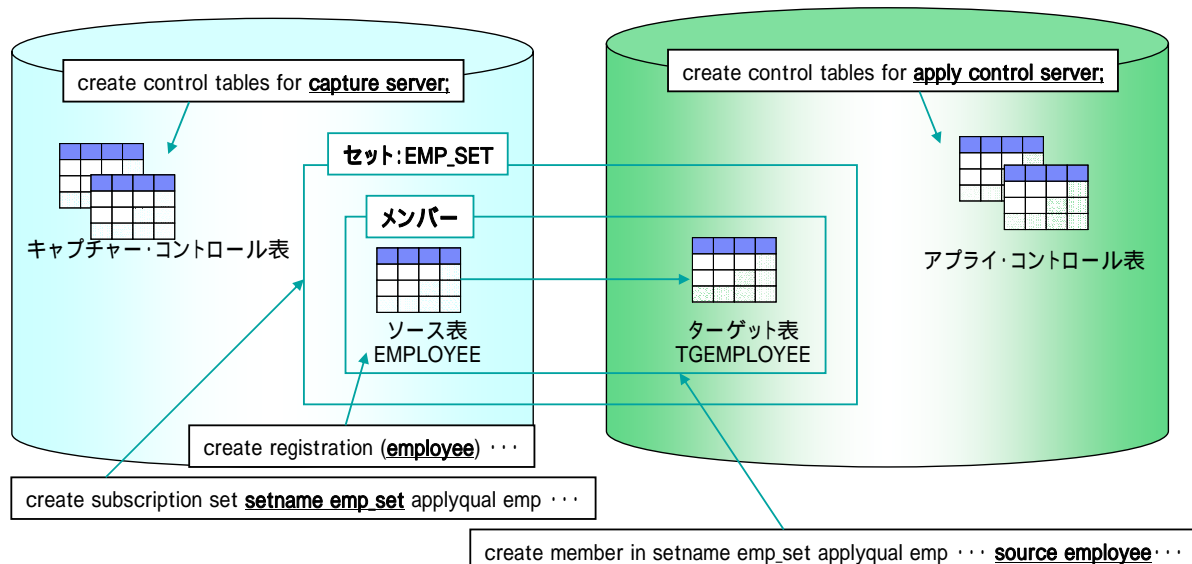 create control tables for capture server;
create control tables for apply control server;
セット:EMP_SET
メンバー
キャプチャー・コントロール表
アプライ・コントロール表
ソース表
EMPLOYEE
ターゲット表
TGEMPLOYEE
create registration (employee) ・・・
create subscription set setname emp_set applyqual emp ・・・
create member in setname emp_set applyqual emp ・・・ source employee・・・